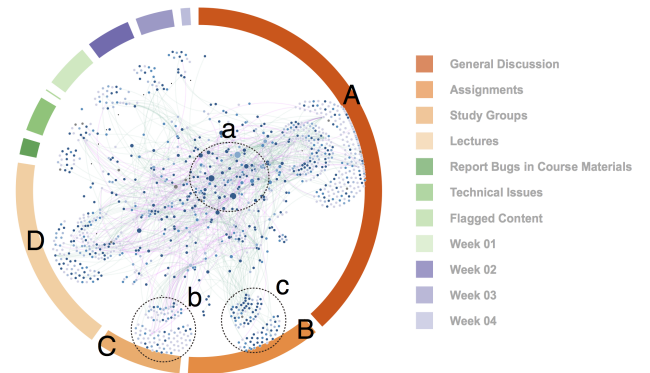 A
a
D
b
c
C
B
General Discussion
Assignments
Study Groups
Lectures
Report Bugs in Course Materials
Technical Issues
Flagged Content
Week 01
Week 02
Week 03
Week 04